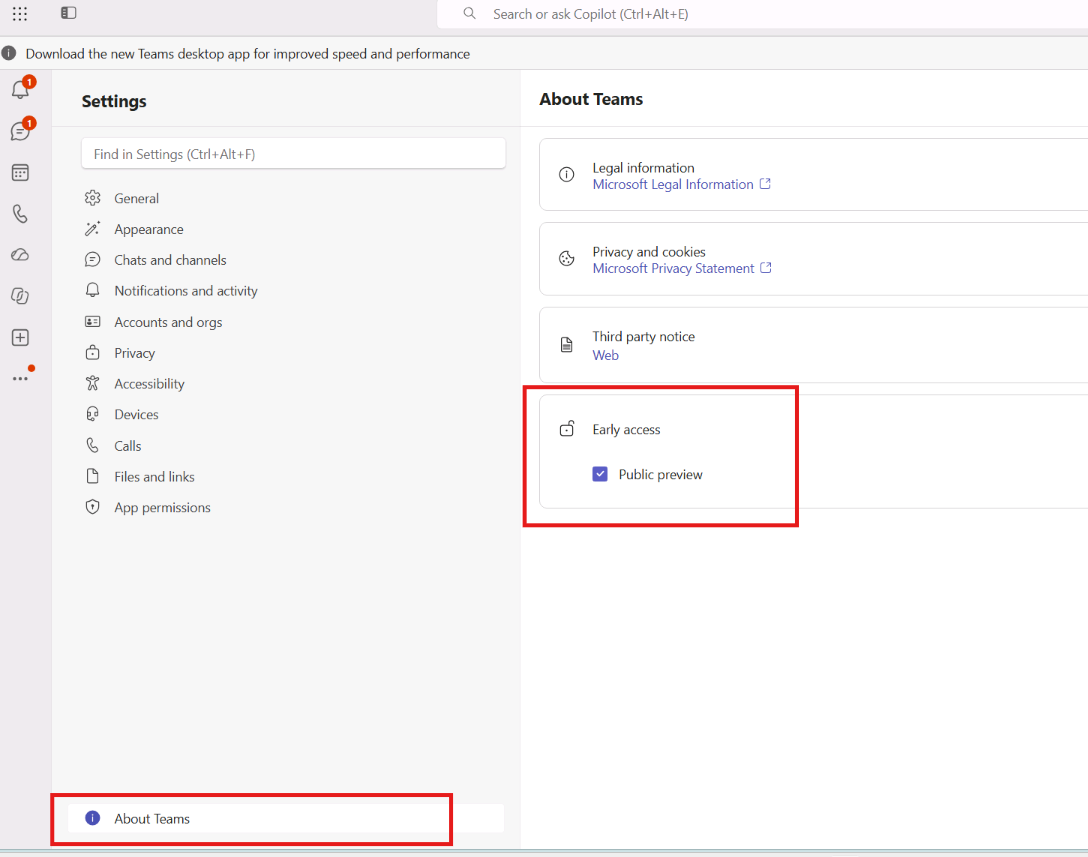 Search or ask Copilot (Ctrl+Alt+E)
Download the new Teams desktop app for improved speed and performance
1
1
Settings
Find in Settings (Ctrl+Alt+F)
General
Appearance
Chats and channels
Notifications and activity
Accounts and orgs
Privacy
Accessibility
Devices
Calls
Files and links
App permissions
About Teams
About Teams
Legal information
Microsoft Legal Information
Privacy and cookies
Microsoft Privacy Statement
Third party notice
Web
Early access
Public preview